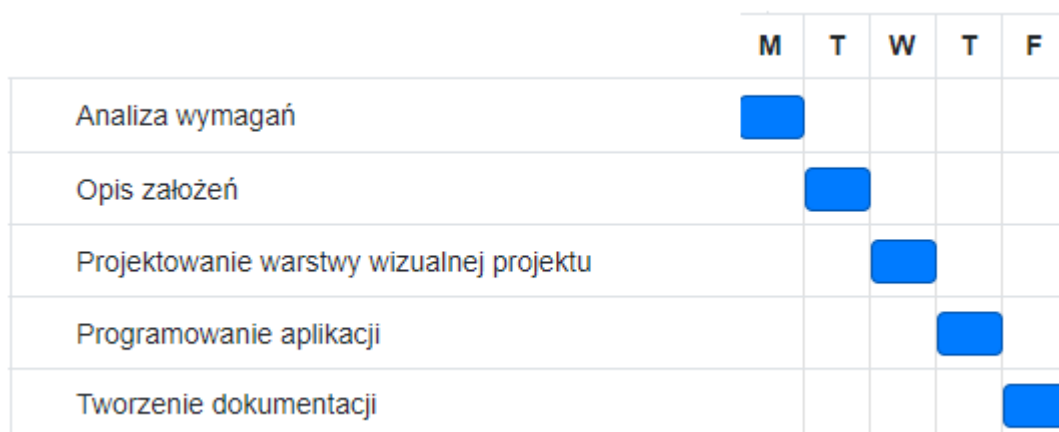 M T W T F
Analiza wymagań
Opis założeń
Projektowanie warstwy wizualnej projektu
Programowanie aplikacji
Tworzenie dokumentacji